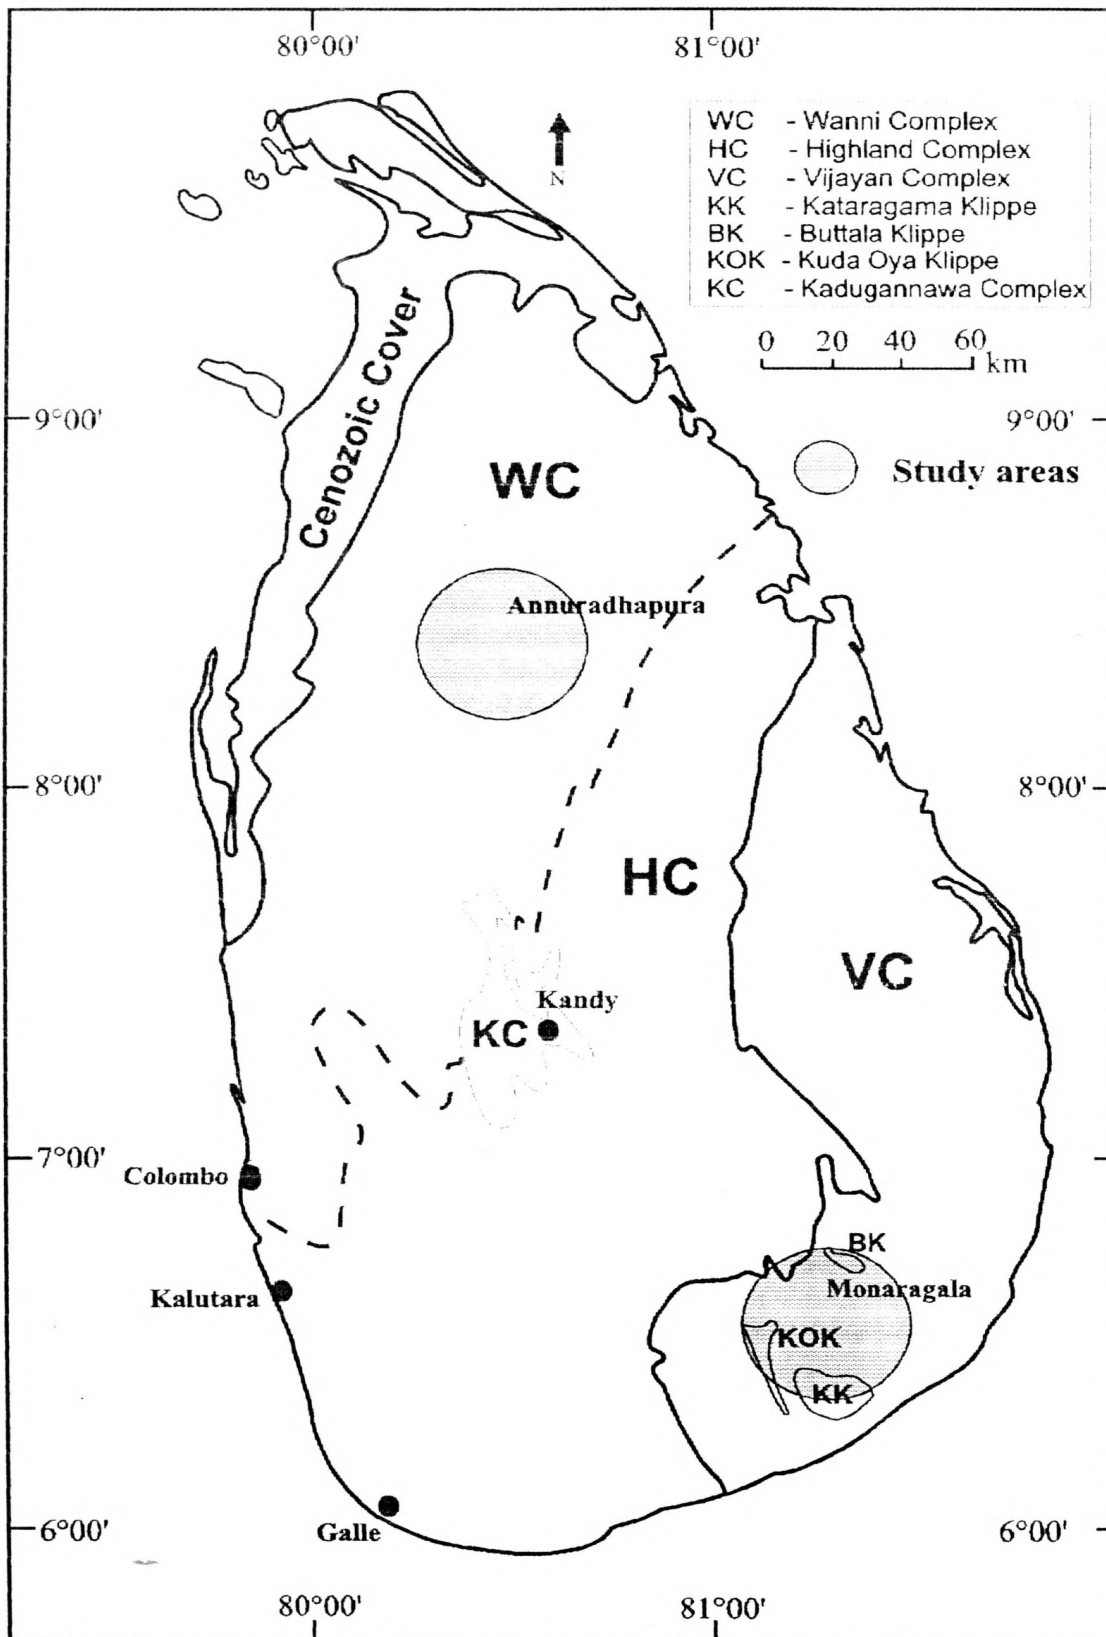 80°00'
81°00'
WC - Wanni Complex
HC - Highland Complex
VC - Vijayan Complex
KK - Kataragama Klippe
BK - Buttala Klippe
KOK - Kuda Oya Klippe
KC - Kadugannawa Complex
N
0 20 40 60
km
Cenozoic Cover
9°00'
9°00'
WC
Study areas
Annuradhapura
8°00'
8°00'
HC
VC
Kandy
KC
7°00'
Colombo
BK
Monaragala
Kalutara
KOK
KK
Galle
6°00'
6°00'
80°00'
81°00'